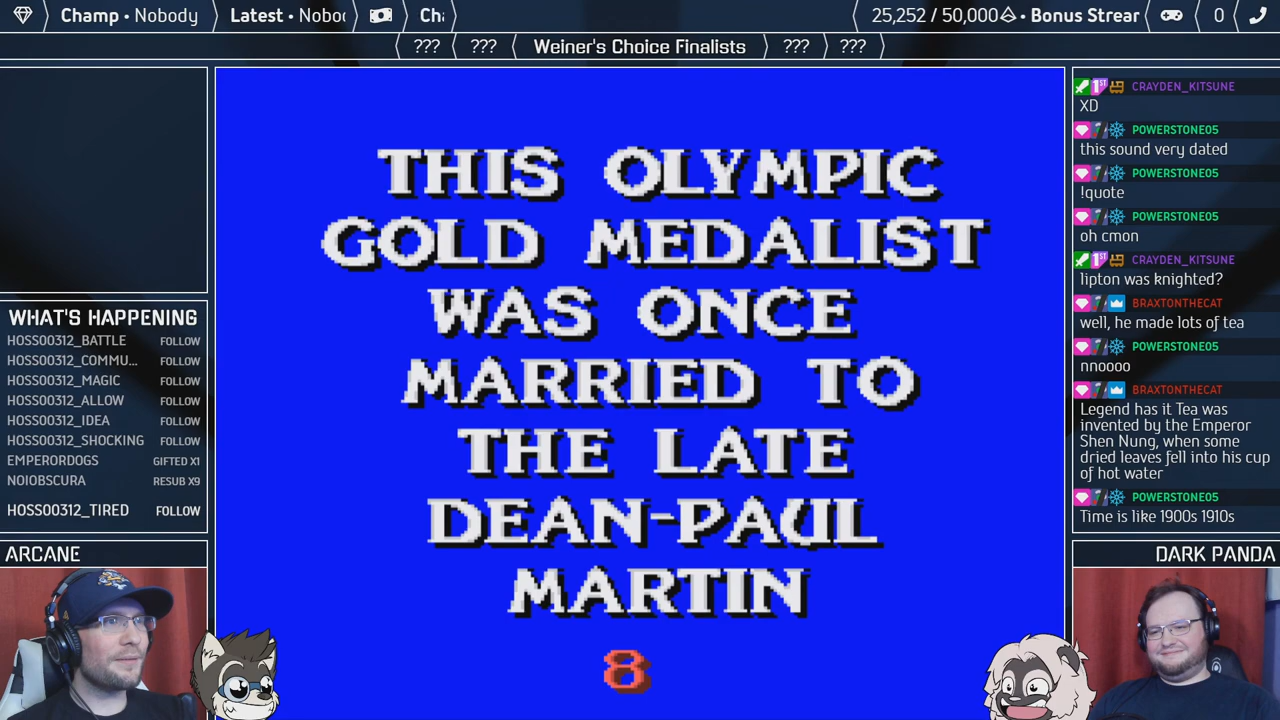 Champ • Nobody
Latest • Nobo
Cha
25,252 / 50,000 • Bonus Strear
0
???
???
Weiner's Choice Finalists
???
???
THIS OLYMPIC
GOLD MEDALIST
WAS ONCE
MARRIED TO
THE LATE
DEAN-PAUL
MARTIN
8
WHAT'S HAPPENING
HOSS00312_BATTLE FOLLOW
HOSS00312_COMMU... FOLLOW
HOSS00312_MAGIC FOLLOW
HOSS00312_ALLOW FOLLOW
HOSS00312_IDEA FOLLOW
HOSS00312_SHOCKING FOLLOW
EMPERORDOGS GIFTED X1
NOIOBSCURA RESUB X9
HOSS00312_TIRED FOLLOW
ARCANE
1ST CRAYDEN_KITSUNE
XD
POWERSTONE05
this sound very dated
POWERSTONE05
!quote
POWERSTONE05
oh cmon
1ST CRAYDEN_KITSUNE
lipton was knighted?
BRAXTONTHECAT
well, he made lots of tea
POWERSTONE05
nnoooo
BRAXTONTHECAT
Legend has it Tea was
invented by the Emperor
Shen Nung, when some
dried leaves fell into his cup
of hot water
POWERSTONE05
Time is like 1900s 1910s
DARK PANDA